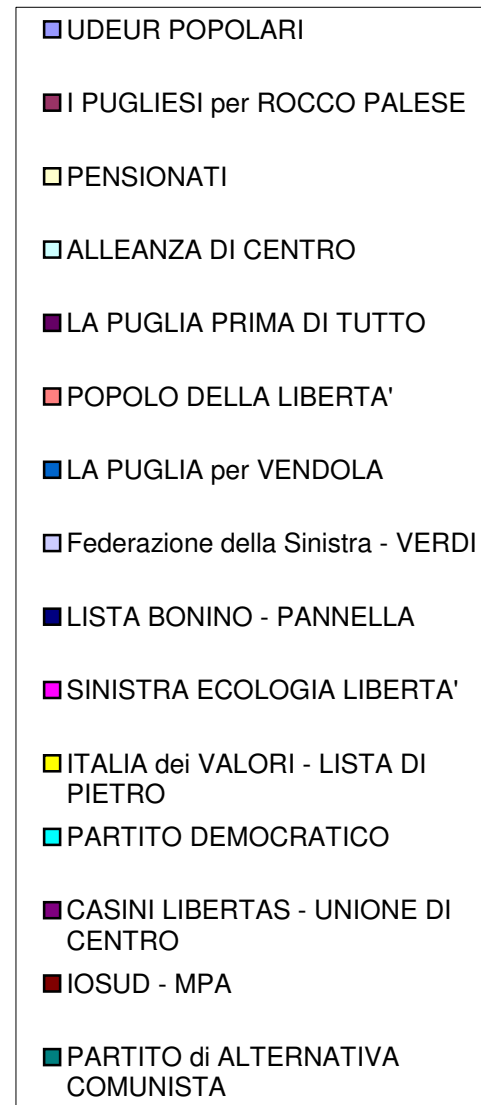 UDEUR POPOLARI
I PUGLIESI per ROCCO PALESE
PENSIONATI
ALLEANZA DI CENTRO
LA PUGLIA PRIMA DI TUTTO
POPOLO DELLA LIBERTA'
LA PUGLIA per VENDOLA
Federazione della Sinistra - VERDI
LISTA BONINO - PANNELLA
SINISTRA ECOLOGIA LIBERTA'
ITALIA dei VALORI - LISTA DI
PIETRO
PARTITO DEMOCRATICO
CASINI LIBERTAS - UNIONE DI
CENTRO
IOSUD - MPA
PARTITO di ALTERNATIVA
COMUNISTA